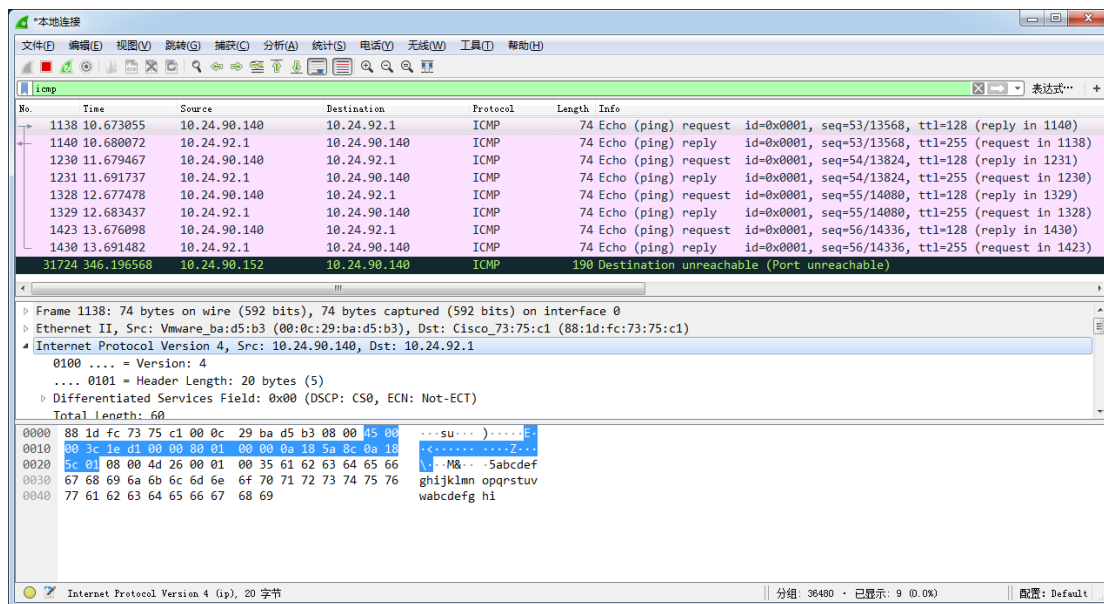 *本地连接
文件(F) 编辑(E) 视图(V) 跳转(G) 捕获(C) 分析(A) 统计(S) 电话(Y) 无线(W) 工具(T) 帮助(H)
icmp 表达式… +
No. Time Source Destination Protocol Length Info
1138 10.673055 10.24.90.140 10.24.92.1 ICMP 74 Echo (ping) request id=0x0001, seq=53/13568, ttl=128 (reply in 1140)
1140 10.680072 10.24.92.1 10.24.90.140 ICMP 74 Echo (ping) reply id=0x0001, seq=53/13568, ttl=255 (request in 1138)
1230 11.679467 10.24.90.140 10.24.92.1 ICMP 74 Echo (ping) request id=0x0001, seq=54/13824, ttl=128 (reply in 1231)
1231 11.691737 10.24.92.1 10.24.90.140 ICMP 74 Echo (ping) reply id=0x0001, seq=54/13824, ttl=255 (request in 1230)
1328 12.677478 10.24.90.140 10.24.92.1 ICMP 74 Echo (ping) request id=0x0001, seq=55/14080, ttl=128 (reply in 1329)
1329 12.683437 10.24.92.1 10.24.90.140 ICMP 74 Echo (ping) reply id=0x0001, seq=55/14080, ttl=255 (request in 1328)
1423 13.676098 10.24.90.140 10.24.92.1 ICMP 74 Echo (ping) request id=0x0001, seq=56/14336, ttl=128 (reply in 1430)
1430 13.691482 10.24.92.1 10.24.90.140 ICMP 74 Echo (ping) reply id=0x0001, seq=56/14336, ttl=255 (request in 1423)
31724 346.196568 10.24.90.152 10.24.90.140 ICMP 190 Destination unreachable (Port unreachable)
Frame 1138: 74 bytes on wire (592 bits), 74 bytes captured (592 bits) on interface 0
Ethernet II, Src: Vmware_ba:d5:b3 (00:0c:29:ba:d5:b3), Dst: Cisco_73:75:c1 (88:1d:fc:73:75:c1)
Internet Protocol Version 4, Src: 10.24.90.140, Dst: 10.24.92.1
0100 .... = Version: 4
.... 0101 = Header Length: 20 bytes (5)
Differentiated Services Field: 0x00 (DSCP: CS0, ECN: Not-ECT)
Total Length: 60
0000 88 1d fc 73 75 c1 00 0c 29 ba d5 b3 08 00 45 00 ···su··· )·····E·
0010 00 3c 1e d1 00 00 80 01 00 00 0a 18 5a 8c 0a 18 ·<······ ····Z···
0020 5c 01 08 00 4d 26 00 01 00 35 61 62 63 64 65 66 \···M&·· ·5abcdef
0030 67 68 69 6a 6b 6c 6d 6e 6f 70 71 72 73 74 75 76 ghijklmn opqrstuv
0040 77 61 62 63 64 65 66 67 68 69 wabcdefg hi
Internet Protocol Version 4 (ip), 20 字节 分组: 36480 · 已显示: 9 (0.0%) 配置: Default